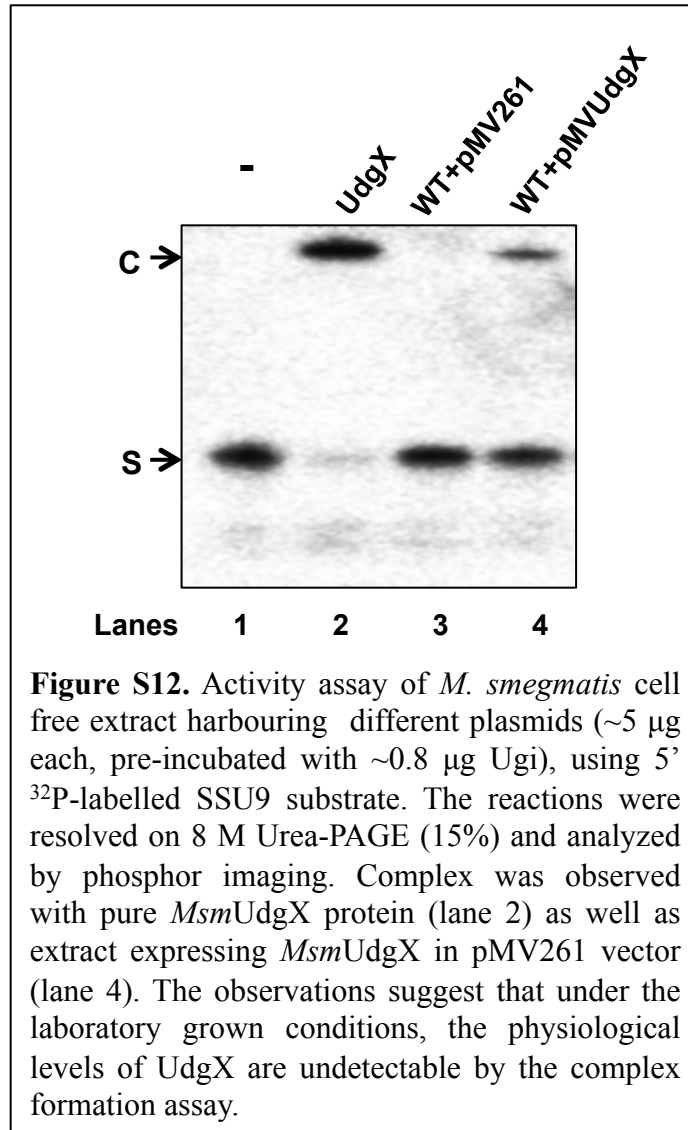 -
UdgX
WT+pMV261
WT+pMVUdgX
C
S
Lanes 1 2 3 4
Figure S12. Activity assay of M. smegmatis cell
free extract harbouring different plasmids (~5 μg
each, pre-incubated with ~0.8 μg Ugi), using 5’
³²P-labelled SSU9 substrate. The reactions were
resolved on 8 M Urea-PAGE (15%) and analyzed
by phosphor imaging. Complex was observed
with pure MsmUdgX protein (lane 2) as well as
extract expressing MsmUdgX in pMV261 vector
(lane 4). The observations suggest that under the
laboratory grown conditions, the physiological
levels of UdgX are undetectable by the complex
formation assay.